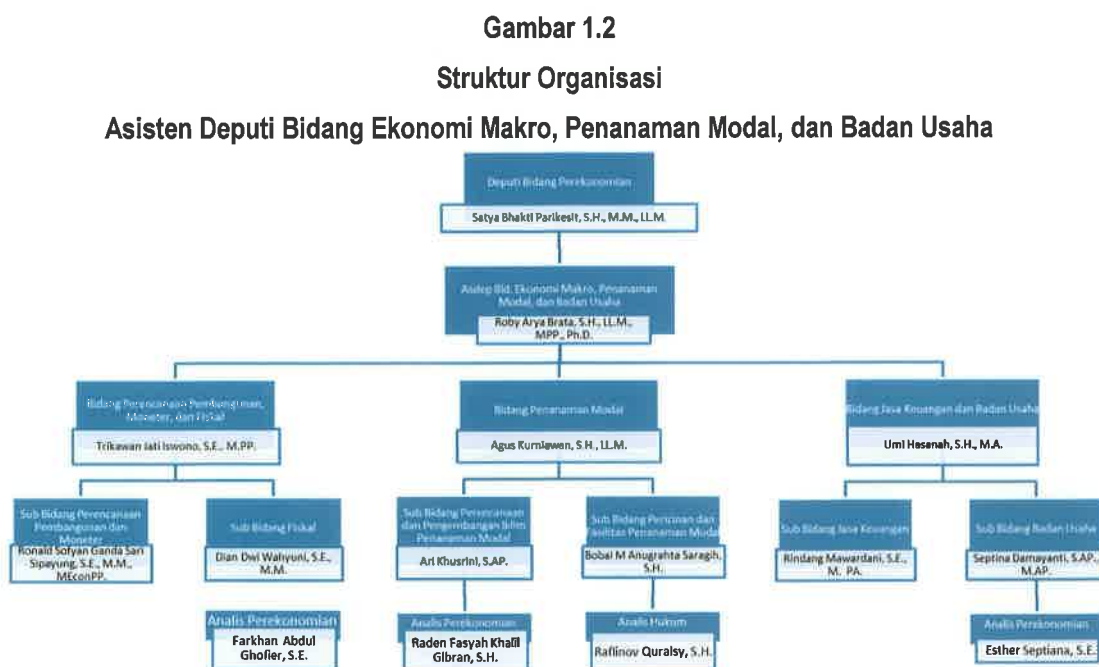 Gambar 1.2
Struktur Organisasi
Asisten Deputi Bidang Ekonomi Makro, Penanaman Modal, dan Badan Usaha
Deputi Bidang Perekonomian
Satya Bhakti Parikesit, S.H., M.M., LL.M.
Asdep Bid. Ekonomi Makro, Penanaman
Modal, dan Badan Usaha
Roby Arya Brata, S.H., LL.M.,
MPP., Ph.D.
Bidang Perencanaan Pembangunan,
Moneter, dan Fiskal
Trikawan Jati Iswono, S.E., M.PP.
Bidang Penanaman Modal
Agus Kurniawan, S.H., LL.M.
Bidang Jasa Keuangan dan Badan Usaha
Umi Hasanah, S.H., M.A.
Sub Bidang Perencanaan
Pembangunan dan
Moneter
Ronald Sofyan Ganda Sari
Sipayung, S.E., M.M.,
MEconPP.
Sub Bidang Fiskal
Dian Dwi Wahyuni, S.E.,
M.M.
Sub Bidang Perencanaan
dan Pengembangan Iklim
Penanaman Modal
Ari Khusrini, S.AP.
Sub Bidang Perizinan dan
Fasilitas Penanaman Modal
Bobal M Anugrahta Saragih,
S.H.
Sub Bidang Jasa Keuangan
Rindang Mawardani, S.E.,
M. PA.
Sub Bidang Badan Usaha
Septina Damayanti, S.AP.,
M.AP.
Analis Perekonomian
Farkhan Abdul
Ghofier, S.E.
Analis Perekonomian
Raden Fasyah Khalil
Gibran, S.H.
Analis Hukum
Raflinov Quraisy, S.H.
Analis Perekonomian
Esther Septiana, S.E.